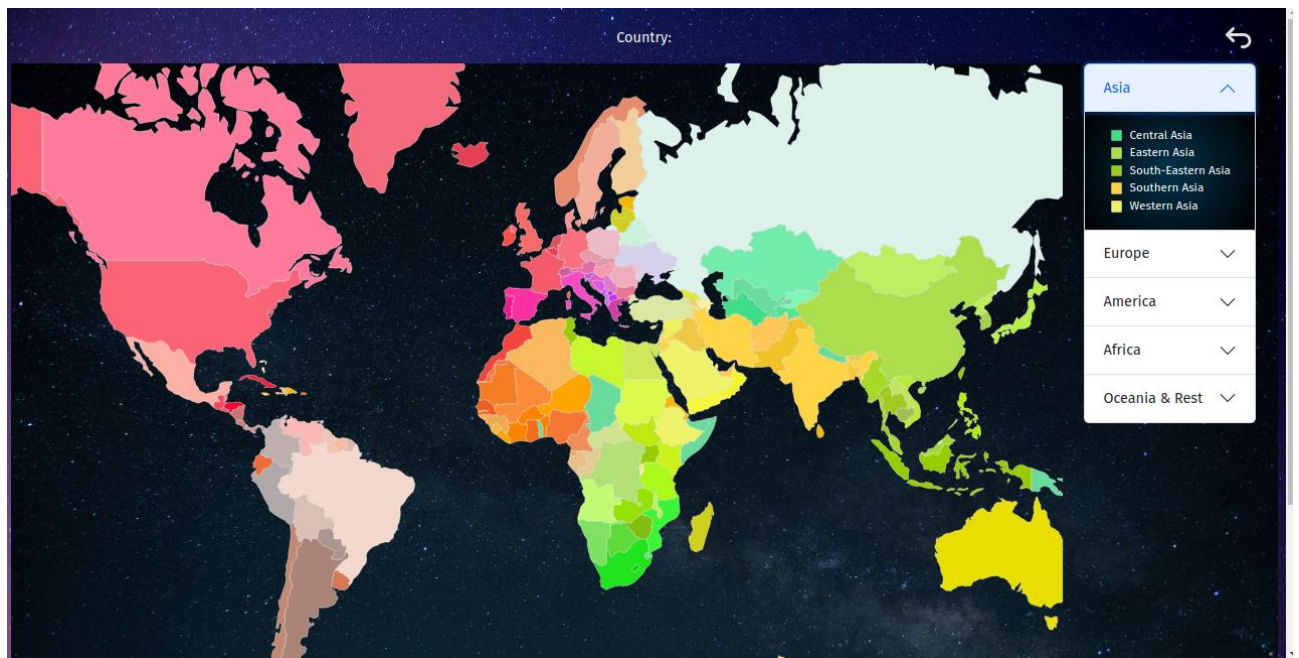 Country:
Asia
Central Asia
Eastern Asia
South-Eastern Asia
Southern Asia
Western Asia
Europe
America
Africa
Oceania & Rest